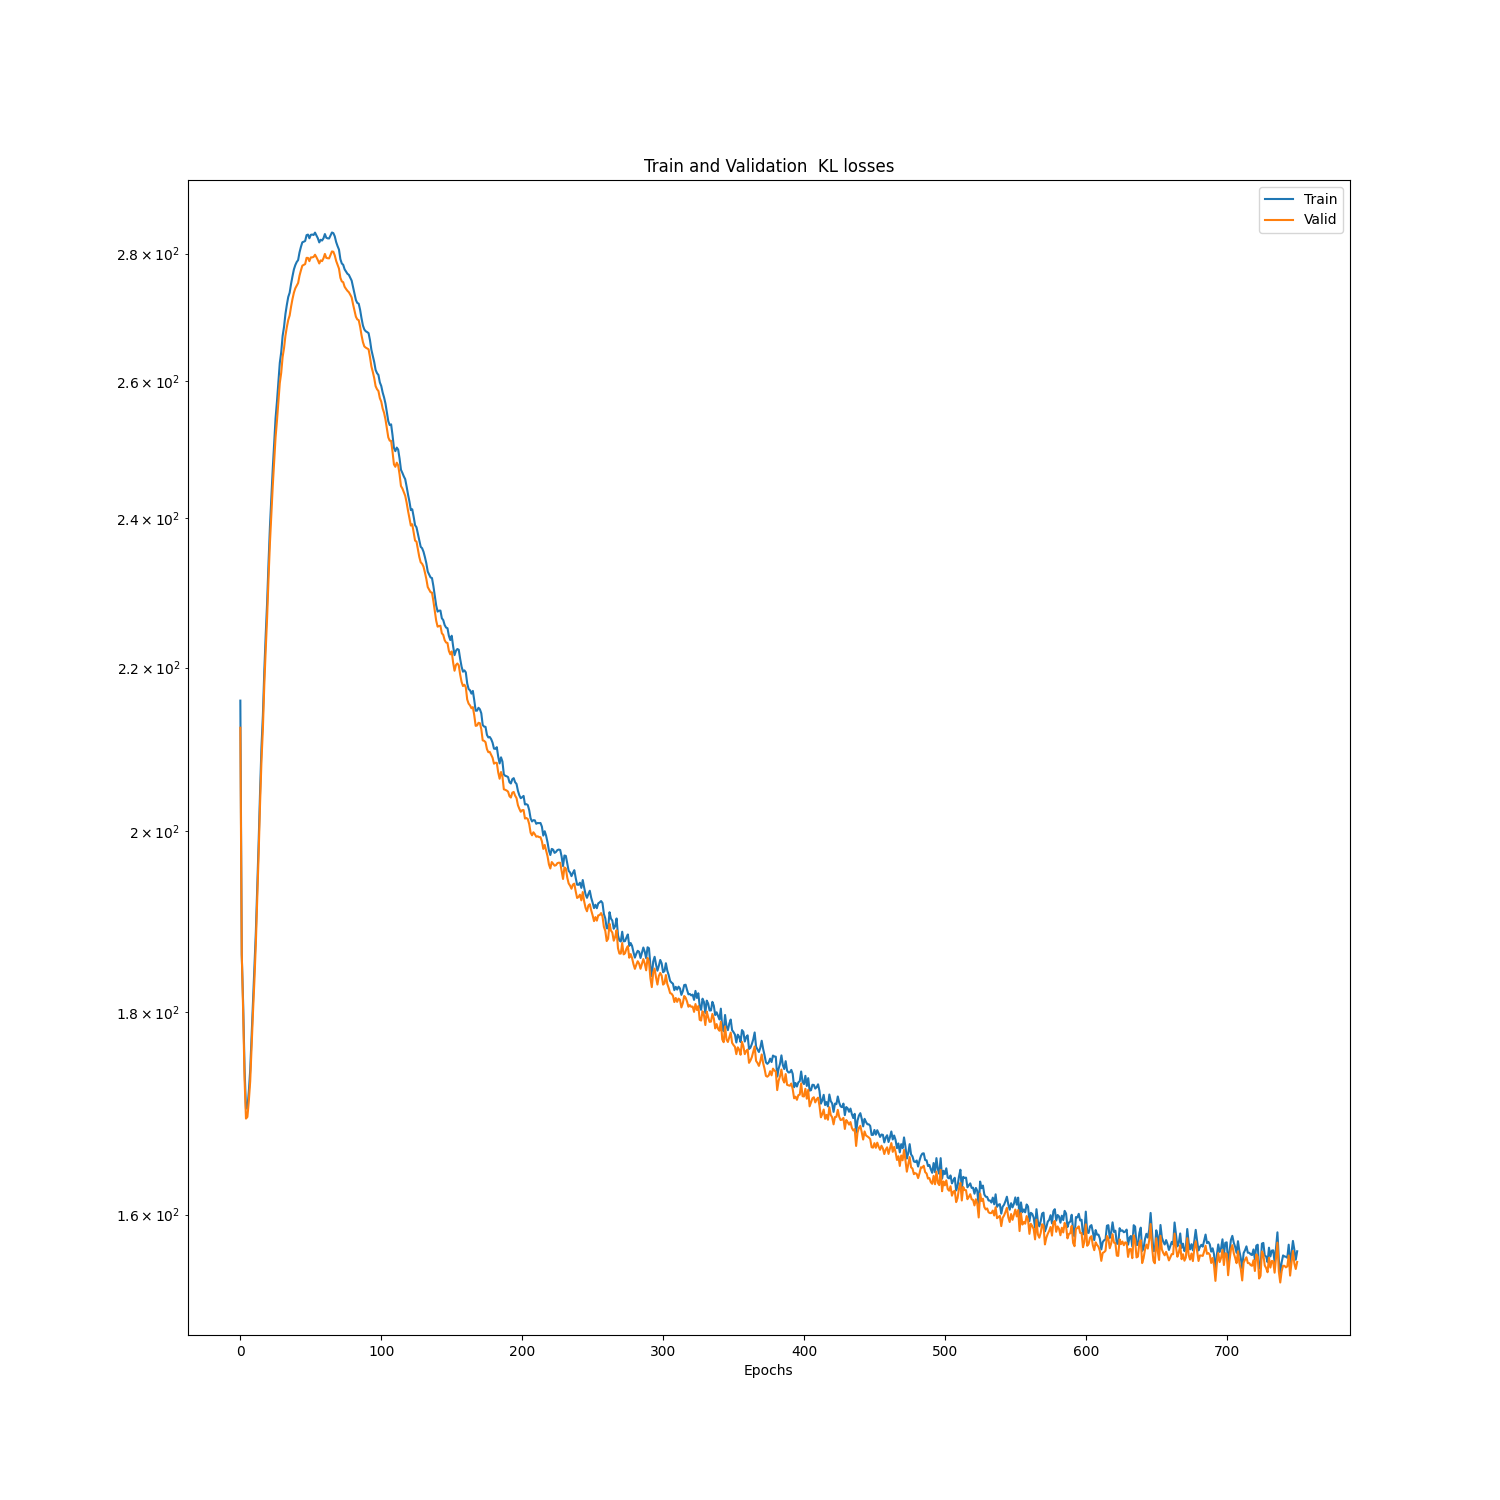 Train and Validation  KL losses
Train
Valid
2.8 × 10²
2.6 × 10²
2.4 × 10²
2.2 × 10²
2 × 10²
1.8 × 10²
1.6 × 10²
0 100 200 300 400 500 600 700
Epochs